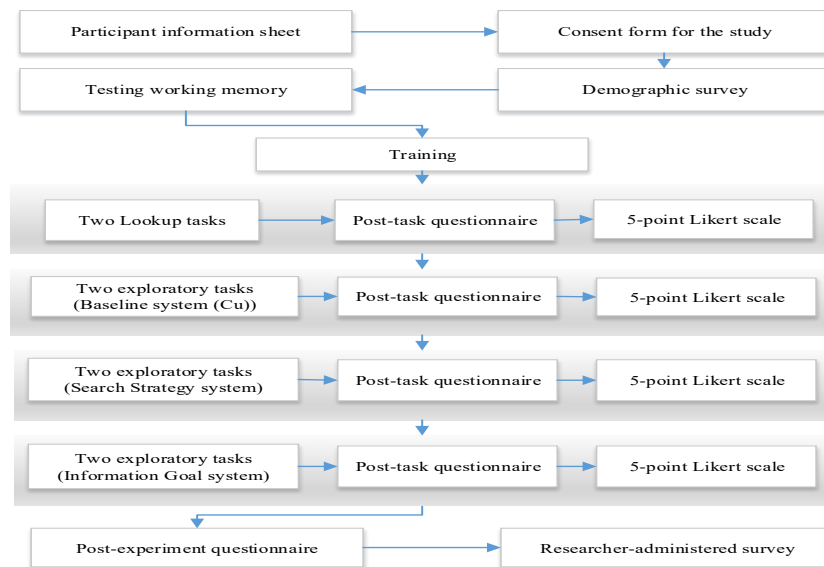 Participant information sheet
Consent form for the study
Testing working memory
Demographic survey
Training
Two Lookup tasks
Post-task questionnaire
5-point Likert scale
Two exploratory tasks
(Baseline system (Cu))
Post-task questionnaire
5-point Likert scale
Two exploratory tasks
(Search Strategy system)
Post-task questionnaire
5-point Likert scale
Two exploratory tasks
(Information Goal system)
Post-task questionnaire
5-point Likert scale
Post-experiment questionnaire
Researcher-administered survey